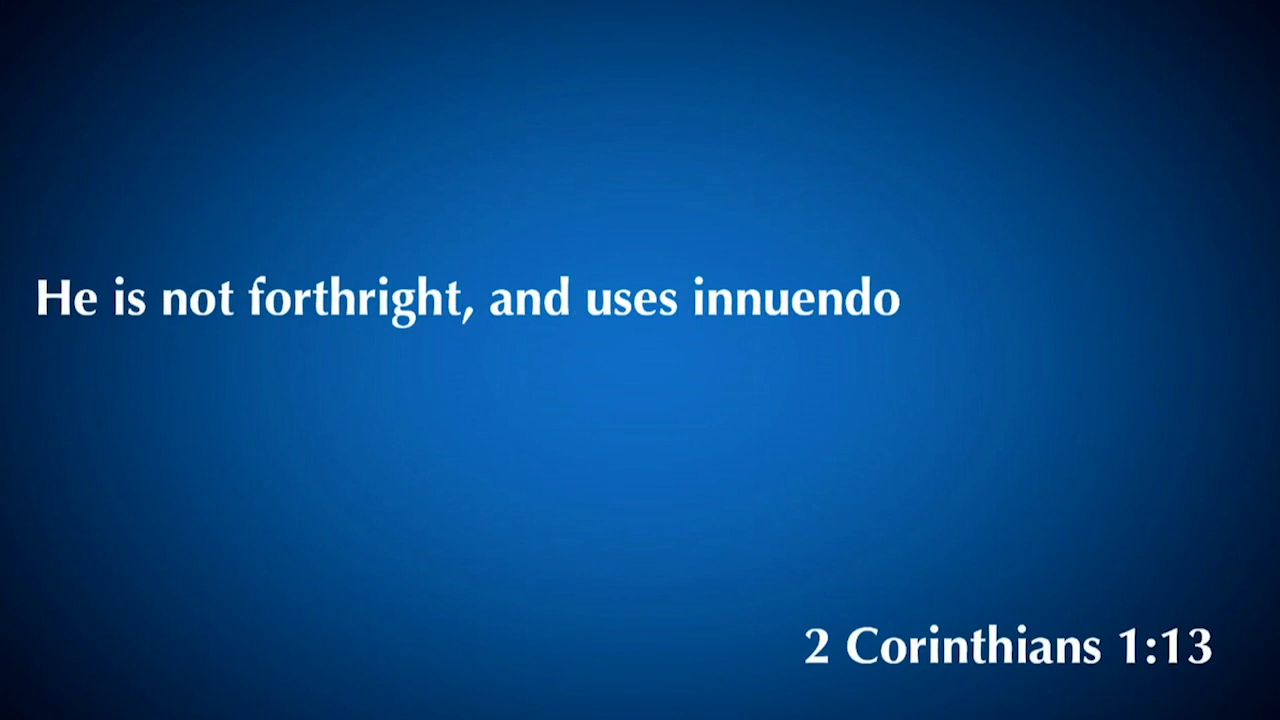 He is not forthright, and uses innuendo
2 Corinthians 1:13